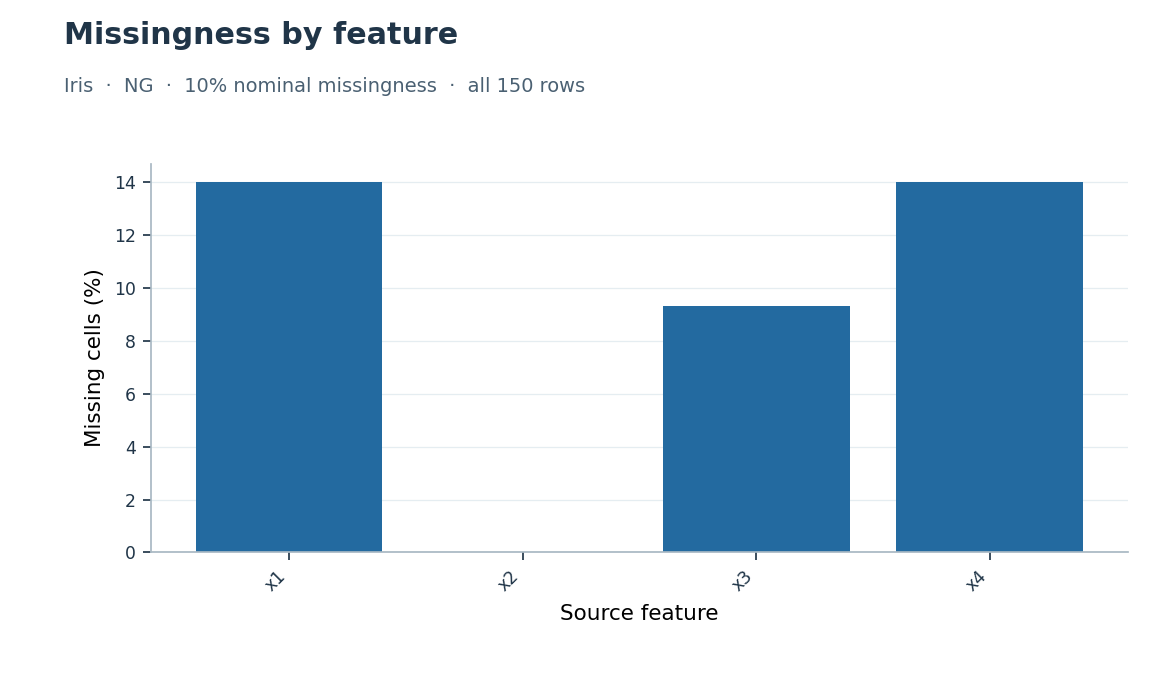 Missingness by feature
Iris · NG · 10% nominal missingness · all 150 rows
Missing cells (%)
14
12
10
8
6
4
2
0
x1
x2
x3
x4
Source feature